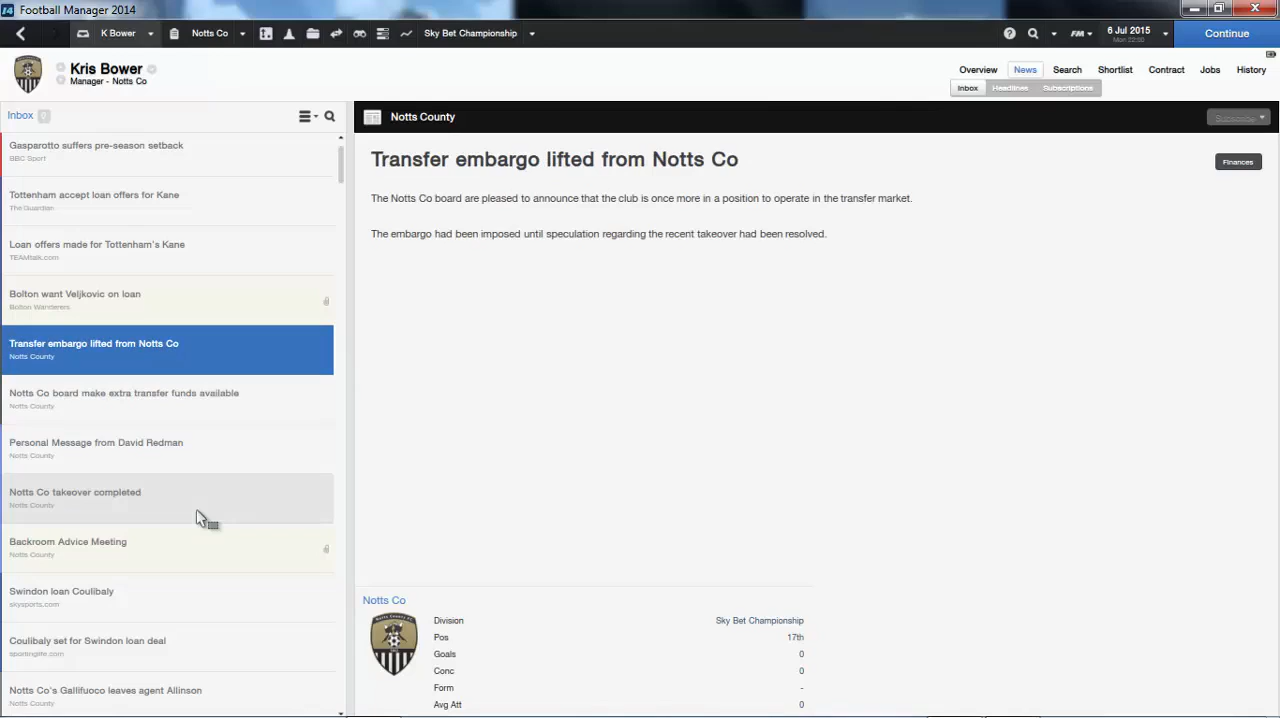 Football Manager 2014
K Bower
Notts Co
Sky Bet Championship
FM
6 Jul 2015
Mon 22:00
Continue
Kris Bower
Manager - Notts Co
Overview
News
Search
Shortlist
Contract
Jobs
History
Inbox
Headlines
Subscriptions
Inbox 0
Gasparotto suffers pre-season setback
BBC Sport
Tottenham accept loan offers for Kane
The Guardian
Loan offers made for Tottenham's Kane
TEAMtalk.com
Bolton want Veljkovic on loan
Bolton Wanderers
Transfer embargo lifted from Notts Co
Notts County
Notts Co board make extra transfer funds available
Notts County
Personal Message from David Redman
Notts County
Notts Co takeover completed
Notts County
Backroom Advice Meeting
Notts County
Swindon loan Coulibaly
skysports.com
Coulibaly set for Swindon loan deal
sportinglife.com
Notts Co's Gallifuoco leaves agent Allinson
Notts County
Notts County
Subscribe
Transfer embargo lifted from Notts Co
Finances
The Notts Co board are pleased to announce that the club is once more in a position to operate in the transfer market.
The embargo had been imposed until speculation regarding the recent takeover had been resolved.
Notts Co
Division Sky Bet Championship
Pos 17th
Goals 0
Conc 0
Form -
Avg Att 0